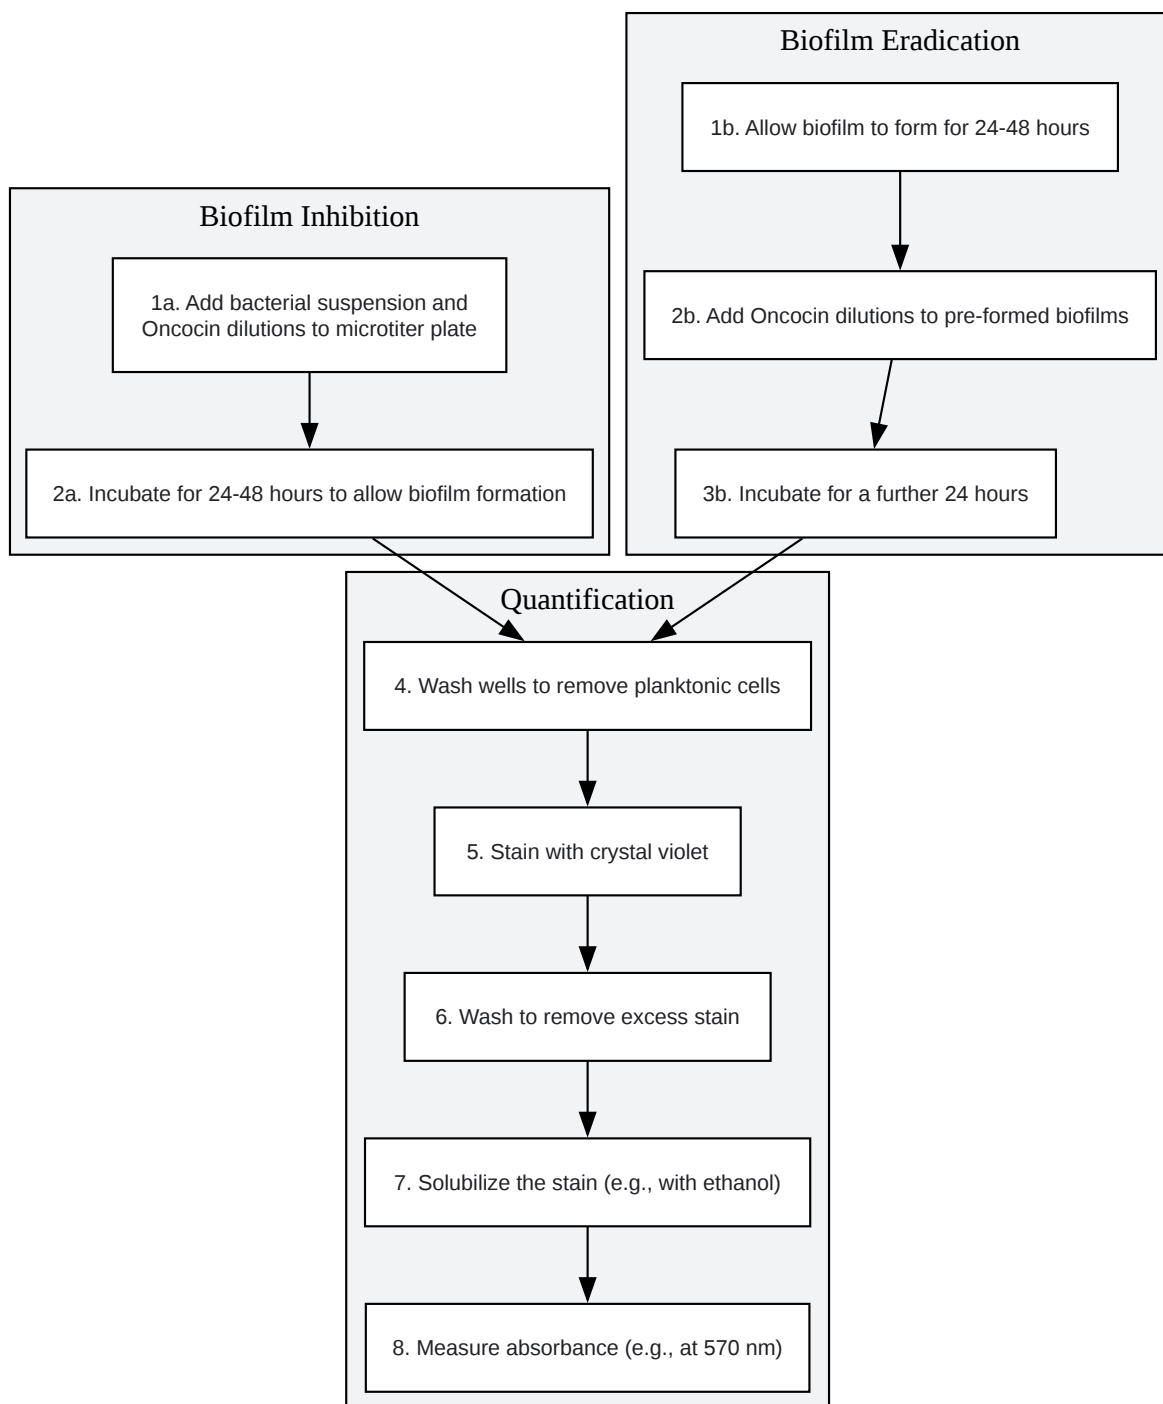 Biofilm Eradication
1b. Allow biofilm to form for 24-48 hours
2b. Add Oncocin dilutions to pre-formed biofilms
3b. Incubate for a further 24 hours
Biofilm Inhibition
1a. Add bacterial suspension and
Oncocin dilutions to microtiter plate
2a. Incubate for 24-48 hours to allow biofilm formation
Quantification
4. Wash wells to remove planktonic cells
5. Stain with crystal violet
6. Wash to remove excess stain
7. Solubilize the stain (e.g., with ethanol)
8. Measure absorbance (e.g., at 570 nm)